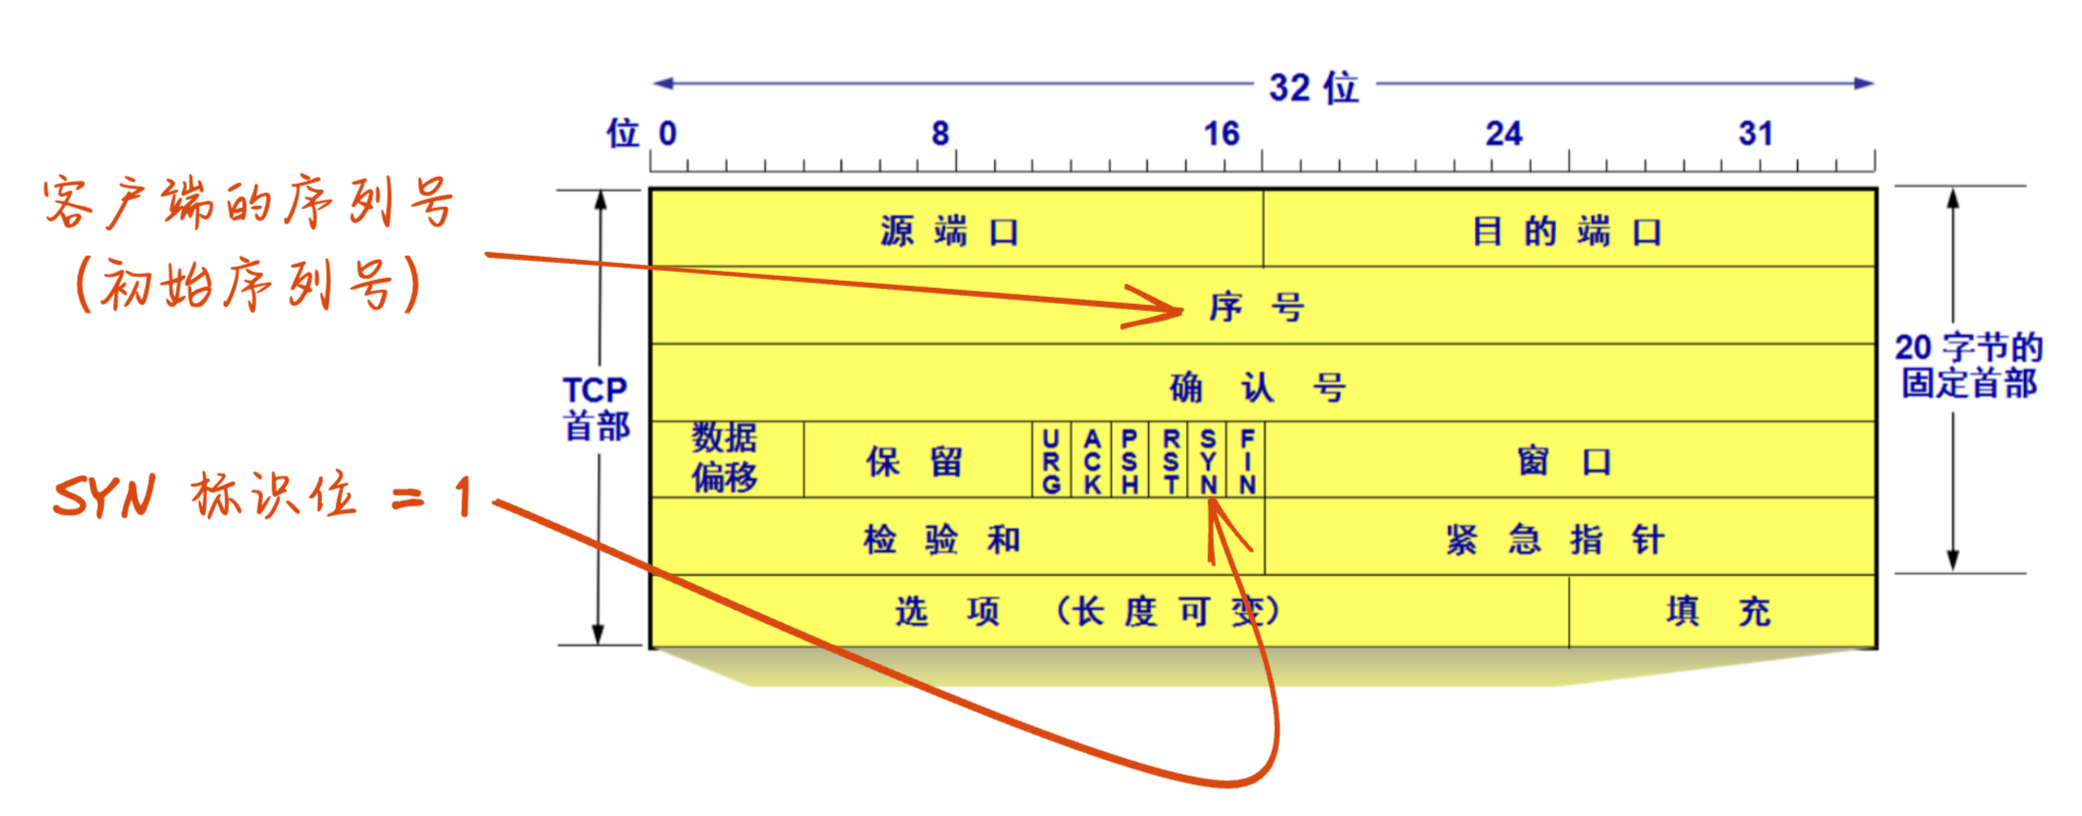 32 位
位 0 8 16 24 31
客户端的序列号
(初始序列号)
源 端 口
目 的 端 口
序 号
确 认 号
TCP
首部
20 字节的
固定首部
数据
偏移
保 留
URG
ACK
PSH
RST
SYN
FIN
窗 口
SYN 标识位 = 1
检 验 和
紧 急 指 针
选 项 (长 度 可 变)
填 充